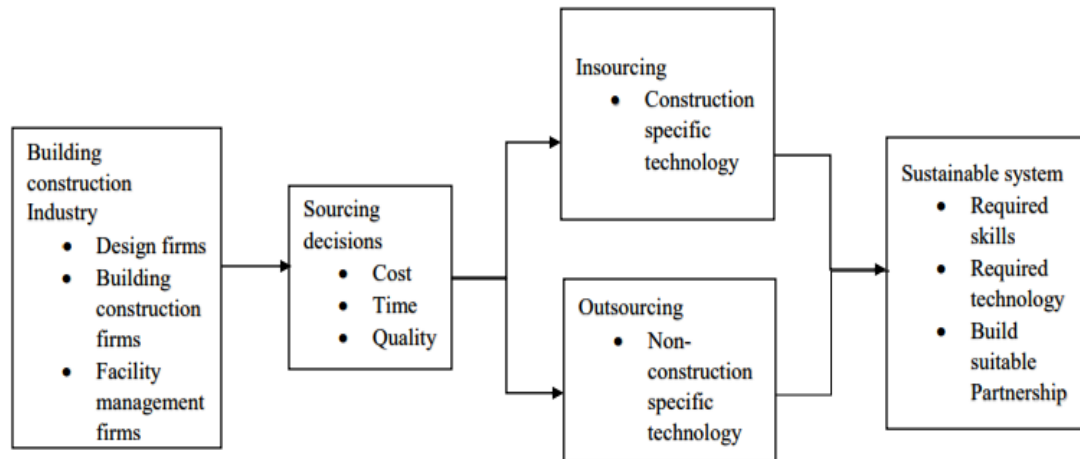 Building
construction
Industry
• Design firms
• Building
construction
firms
• Facility
management
firms
Sourcing
decisions
• Cost
• Time
• Quality
Insourcing
• Construction
specific
technology
Outsourcing
• Non-
construction
specific
technology
Sustainable system
• Required
skills
• Required
technology
• Build
suitable
Partnership